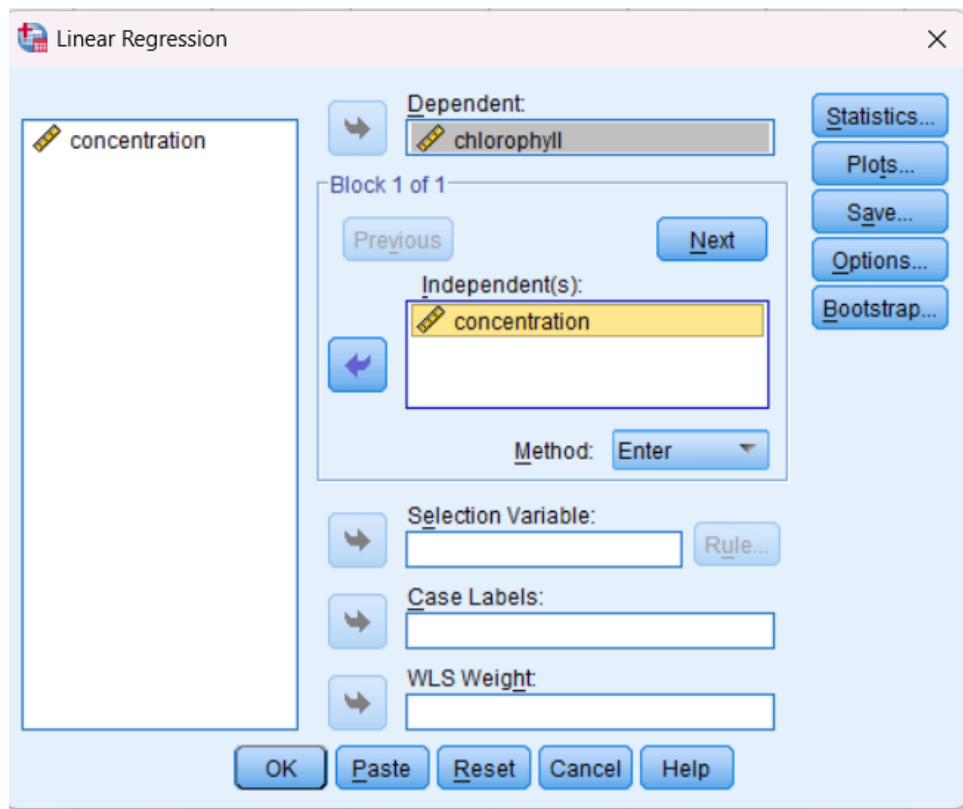 Linear Regression
concentration
Dependent:
chlorophyll
Block 1 of 1
Previous
Next
Independent(s):
concentration
Method:
Enter
Selection Variable:
Rule...
Case Labels:
WLS Weight:
Statistics...
Plots...
Save...
Options...
Bootstrap...
OK
Paste
Reset
Cancel
Help